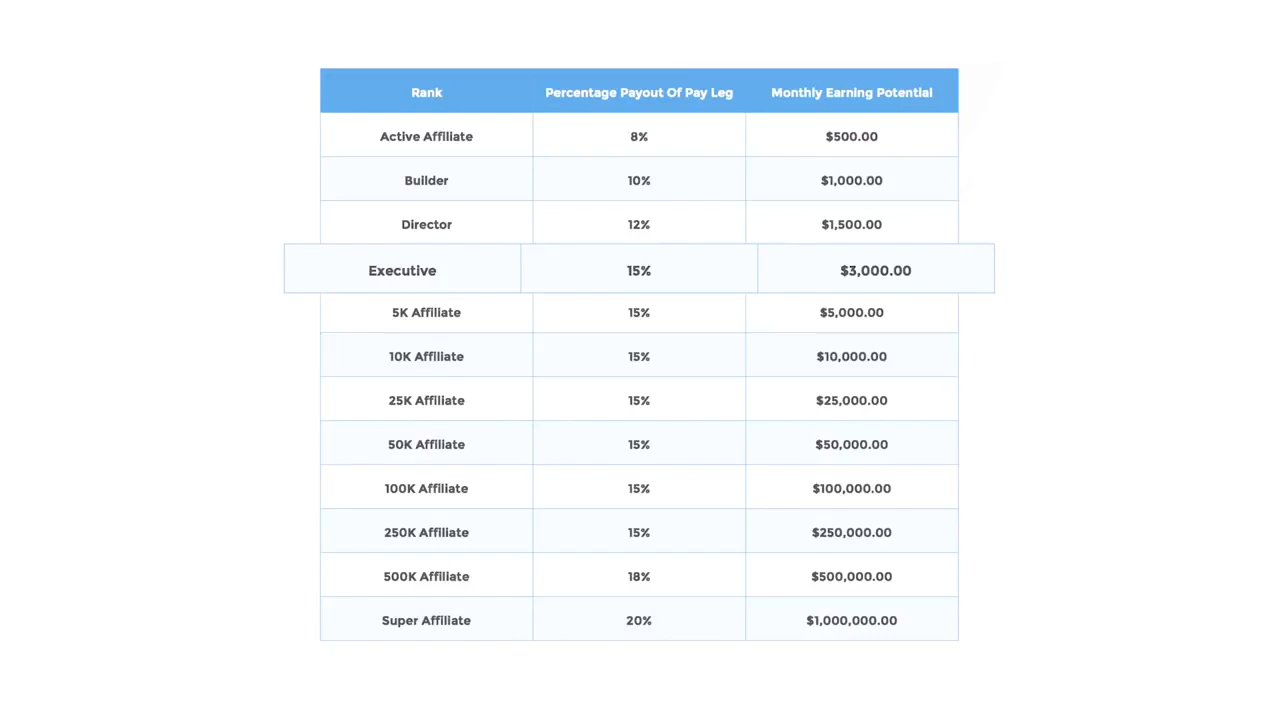 Rank Percentage Payout Of Pay Leg Monthly Earning Potential
Active Affiliate 8% $500.00
Builder 10% $1,000.00
Director 12% $1,500.00
Executive 15% $3,000.00
5K Affiliate 15% $5,000.00
10K Affiliate 15% $10,000.00
25K Affiliate 15% $25,000.00
50K Affiliate 15% $50,000.00
100K Affiliate 15% $100,000.00
250K Affiliate 15% $250,000.00
500K Affiliate 18% $500,000.00
Super Affiliate 20% $1,000,000.00